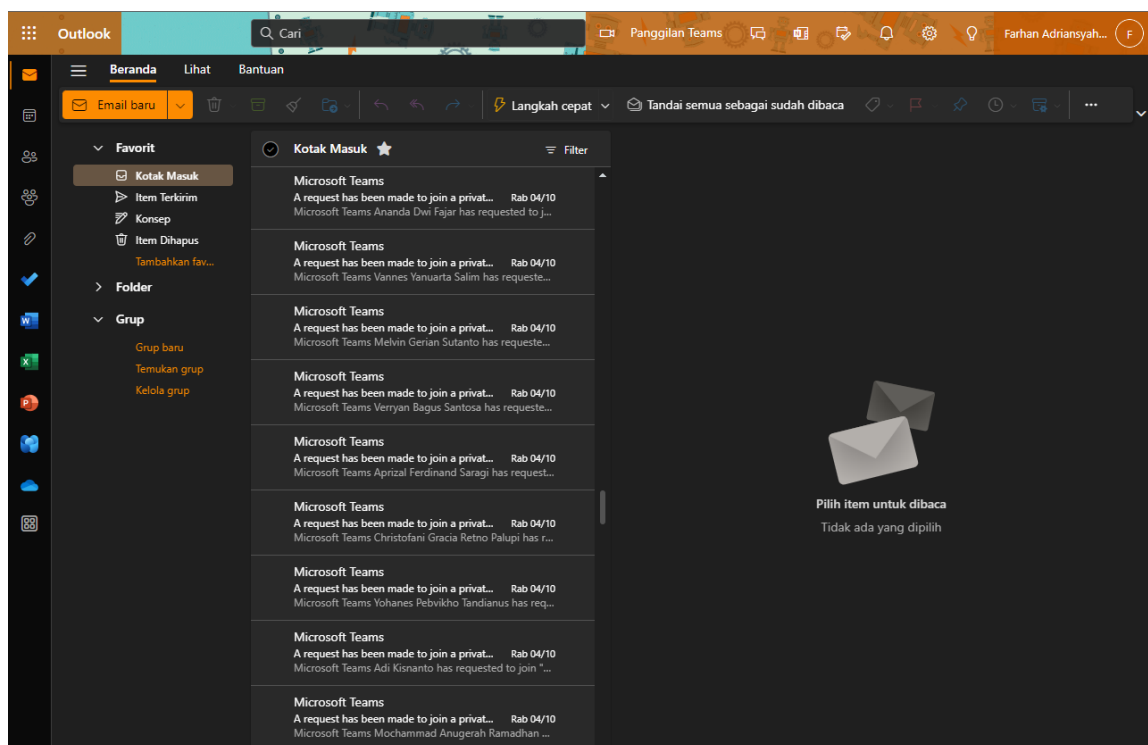 Outlook
Cari
Panggilan Teams
Farhan Adriansyah...
F
Beranda
Lihat
Bantuan
Email baru
Langkah cepat
Tandai semua sebagai sudah dibaca
Favorit
Kotak Masuk
Item Terkirim
Konsep
Item Dihapus
Tambahkan fav...
Folder
Grup
Grup baru
Temukan grup
Kelola grup
Kotak Masuk
Filter
Microsoft Teams
A request has been made to join a privat... Rab 04/10
Microsoft Teams Ananda Dwi Fajar has requested to j...
Microsoft Teams
A request has been made to join a privat... Rab 04/10
Microsoft Teams Vannes Yanuarta Salim has requeste...
Microsoft Teams
A request has been made to join a privat... Rab 04/10
Microsoft Teams Melvin Gerian Sutanto has requeste...
Microsoft Teams
A request has been made to join a privat... Rab 04/10
Microsoft Teams Verryan Bagus Santosa has requeste...
Microsoft Teams
A request has been made to join a privat... Rab 04/10
Microsoft Teams Aprizal Ferdinand Saragi has request...
Microsoft Teams
A request has been made to join a privat... Rab 04/10
Microsoft Teams Christofani Gracia Retno Palupi has r...
Microsoft Teams
A request has been made to join a privat... Rab 04/10
Microsoft Teams Yohanes Pebvikho Tandianus has req...
Microsoft Teams
A request has been made to join a privat... Rab 04/10
Microsoft Teams Adi Kisnanto has requested to join "...
Microsoft Teams
A request has been made to join a privat... Rab 04/10
Microsoft Teams Mochammad Anugerah Ramadhan ...
Pilih item untuk dibaca
Tidak ada yang dipilih